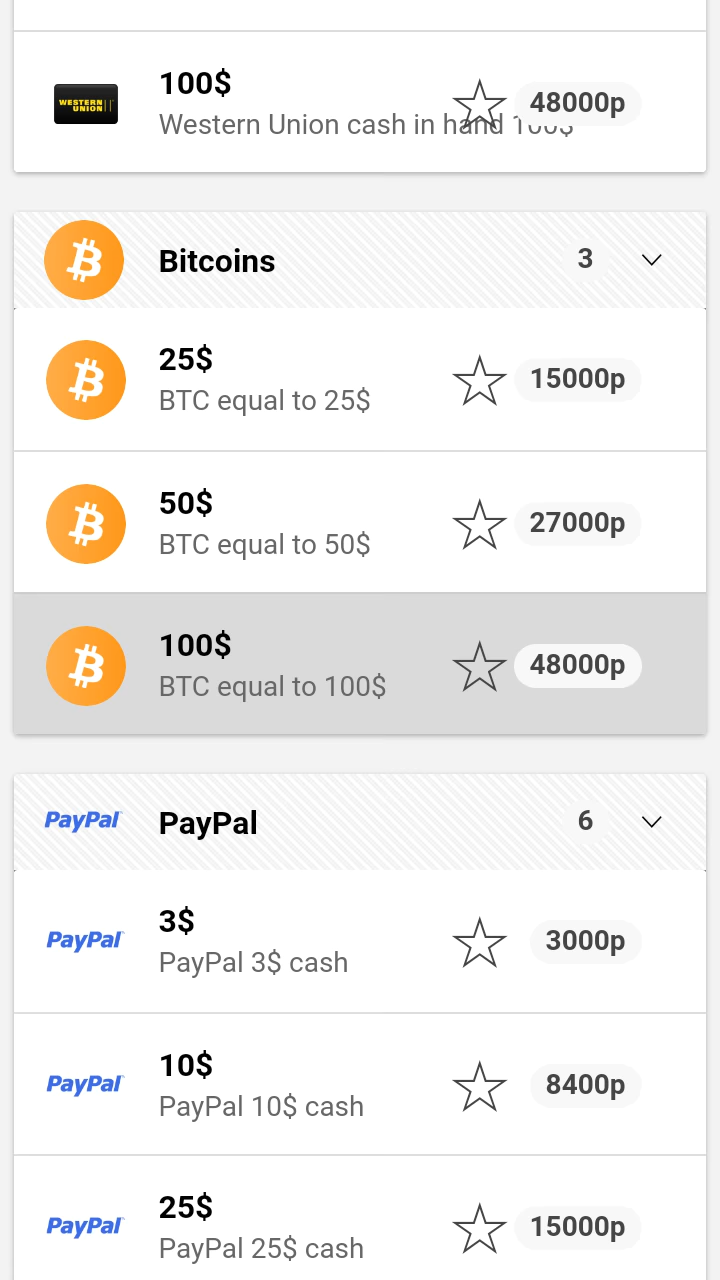 WESTERN UNION
100$
Western Union cash in hand 100$
48000p
Bitcoins
3
25$
BTC equal to 25$
15000p
50$
BTC equal to 50$
27000p
100$
BTC equal to 100$
48000p
PayPal
PayPal
6
PayPal
3$
PayPal 3$ cash
3000p
PayPal
10$
PayPal 10$ cash
8400p
PayPal
25$
PayPal 25$ cash
15000p